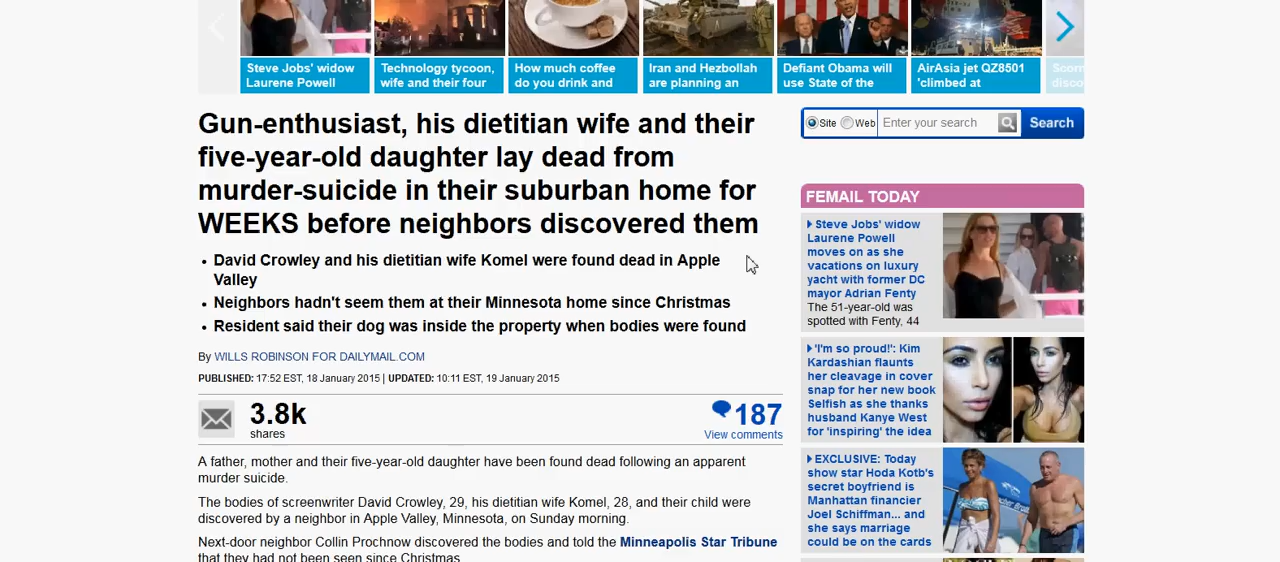 Steve Jobs' widow
Laurene Powell
Technology tycoon,
wife and their four
How much coffee
do you drink and
Iran and Hezbollah
are planning an
Defiant Obama will
use State of the
AirAsia jet QZ8501
'climbed at
Gun-enthusiast, his dietitian wife and their
five-year-old daughter lay dead from
murder-suicide in their suburban home for
WEEKS before neighbors discovered them
• David Crowley and his dietitian wife Komel were found dead in Apple
Valley
• Neighbors hadn't seem them at their Minnesota home since Christmas
• Resident said their dog was inside the property when bodies were found
By WILLS ROBINSON FOR DAILYMAIL.COM
PUBLISHED: 17:52 EST, 18 January 2015 | UPDATED: 10:11 EST, 19 January 2015
3.8k
shares
187
View comments
A father, mother and their five-year-old daughter have been found dead following an apparent
murder suicide.
The bodies of screenwriter David Crowley, 29, his dietitian wife Komel, 28, and their child were
discovered by a neighbor in Apple Valley, Minnesota, on Sunday morning.
Next-door neighbor Collin Prochnow discovered the bodies and told the Minneapolis Star Tribune
that they had not been seen since Christmas.
Site Web Enter your search Search
FEMAIL TODAY
Steve Jobs' widow
Laurene Powell
moves on as she
vacations on luxury
yacht with former DC
mayor Adrian Fenty
The 51-year-old was
spotted with Fenty, 44
'I'm so proud!': Kim
Kardashian flaunts
her cleavage in cover
snap for her new book
Selfish as she thanks
husband Kanye West
for 'inspiring' the idea
EXCLUSIVE: Today
show star Hoda Kotb's
secret boyfriend is
Manhattan financier
Joel Schiffman... and
she says marriage
could be on the cards